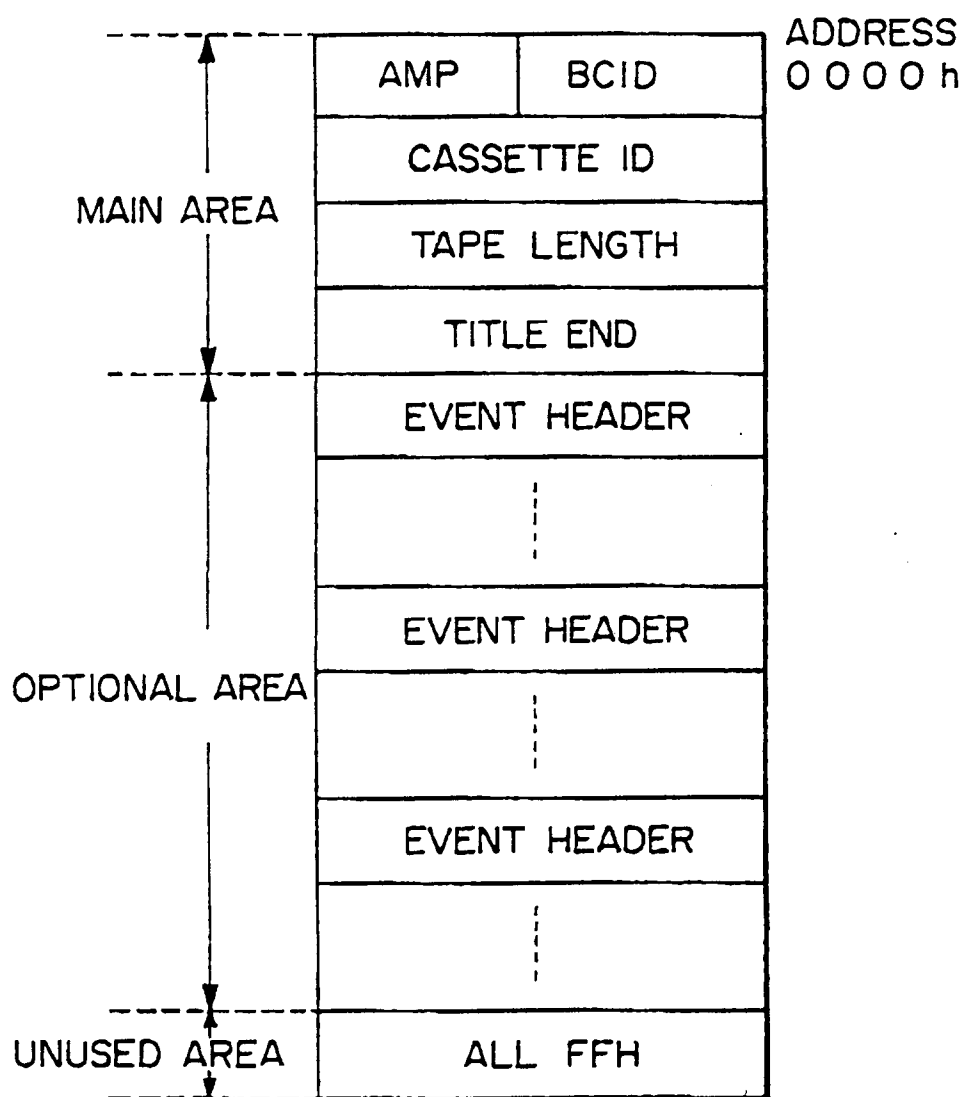 ADDRESS
AMP BCID 0000h
CASSETTE ID
MAIN AREA
TAPE LENGTH
TITLE END
EVENT HEADER
EVENT HEADER
OPTIONAL AREA
EVENT HEADER
UNUSED AREA ALL FFH